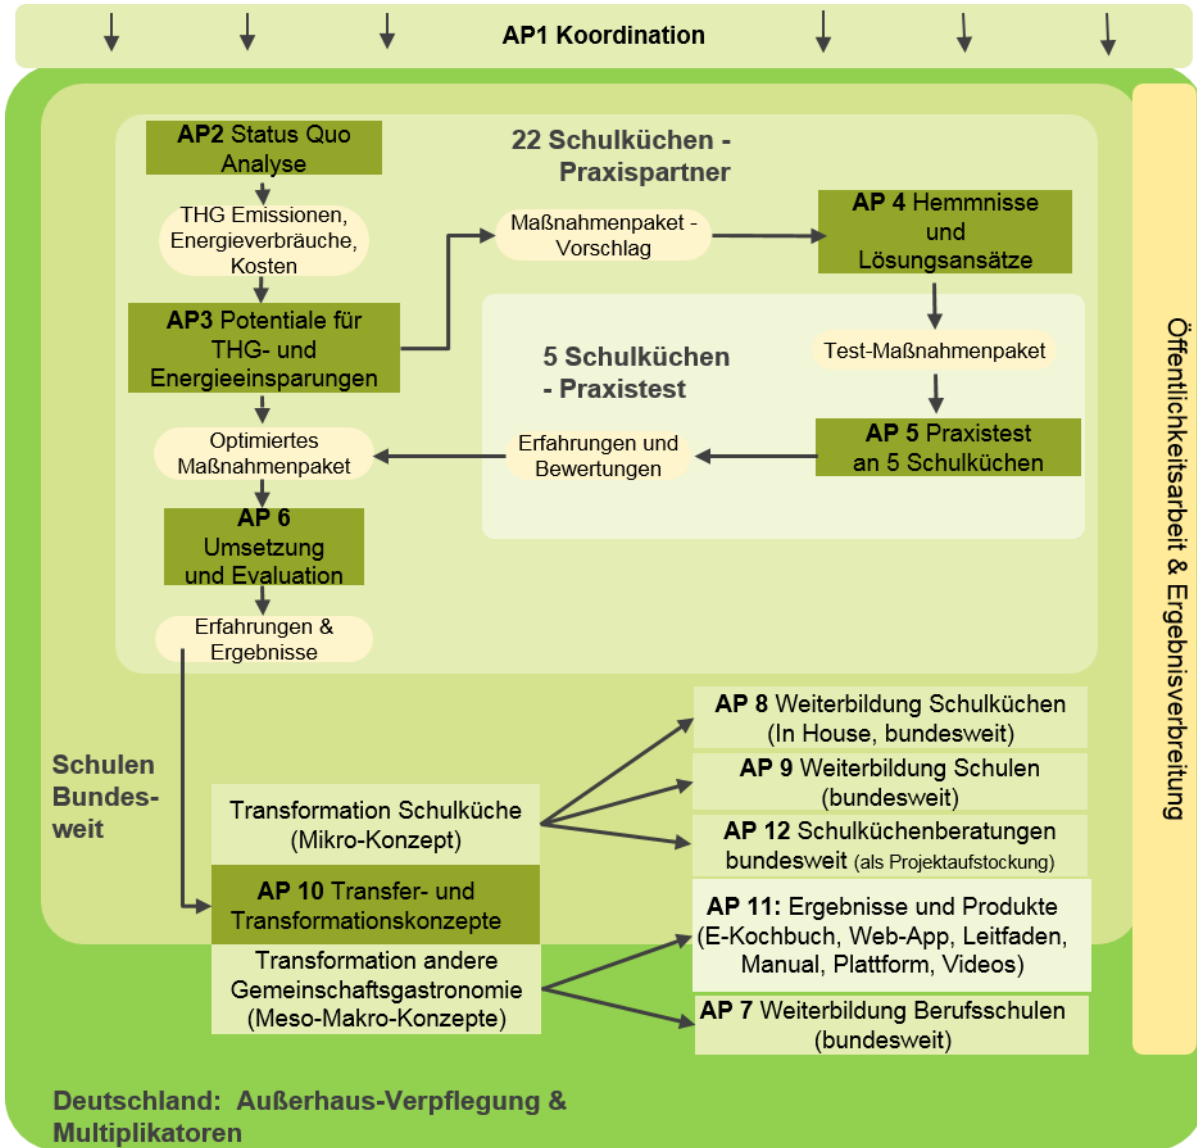 AP1 Koordination
AP2 Status Quo
Analyse
22 Schulküchen -
Praxispartner
THG Emissionen,
Energieverbräuche,
Kosten
Maßnahmenpaket -
Vorschlag
AP 4 Hemmnisse
und
Lösungsansätze
AP3 Potentiale für
THG- und
Energieeinsparungen
5 Schulküchen
- Praxistest
Test-Maßnahmenpaket
Optimiertes
Maßnahmenpaket
Erfahrungen und
Bewertungen
AP 5 Praxistest
an 5 Schulküchen
AP 6
Umsetzung
und Evaluation
Erfahrungen &
Ergebnisse
Öffentlichkeitsarbeit & Ergebnisverbreitung
Schulen
Bundes-
weit
Transformation Schulküche
(Mikro-Konzept)
AP 10 Transfer- und
Transformationskonzepte
Transformation andere
Gemeinschaftsgastronomie
(Meso-Makro-Konzepte)
AP 8 Weiterbildung Schulküchen
(In House, bundesweit)
AP 9 Weiterbildung Schulen
(bundesweit)
AP 12 Schulküchenberatungen
bundesweit (als Projektaufstockung)
AP 11: Ergebnisse und Produkte
(E-Kochbuch, Web-App, Leitfaden,
Manual, Plattform, Videos)
AP 7 Weiterbildung Berufsschulen
(bundesweit)
Deutschland: Außerhaus-Verpflegung &
Multiplikatoren